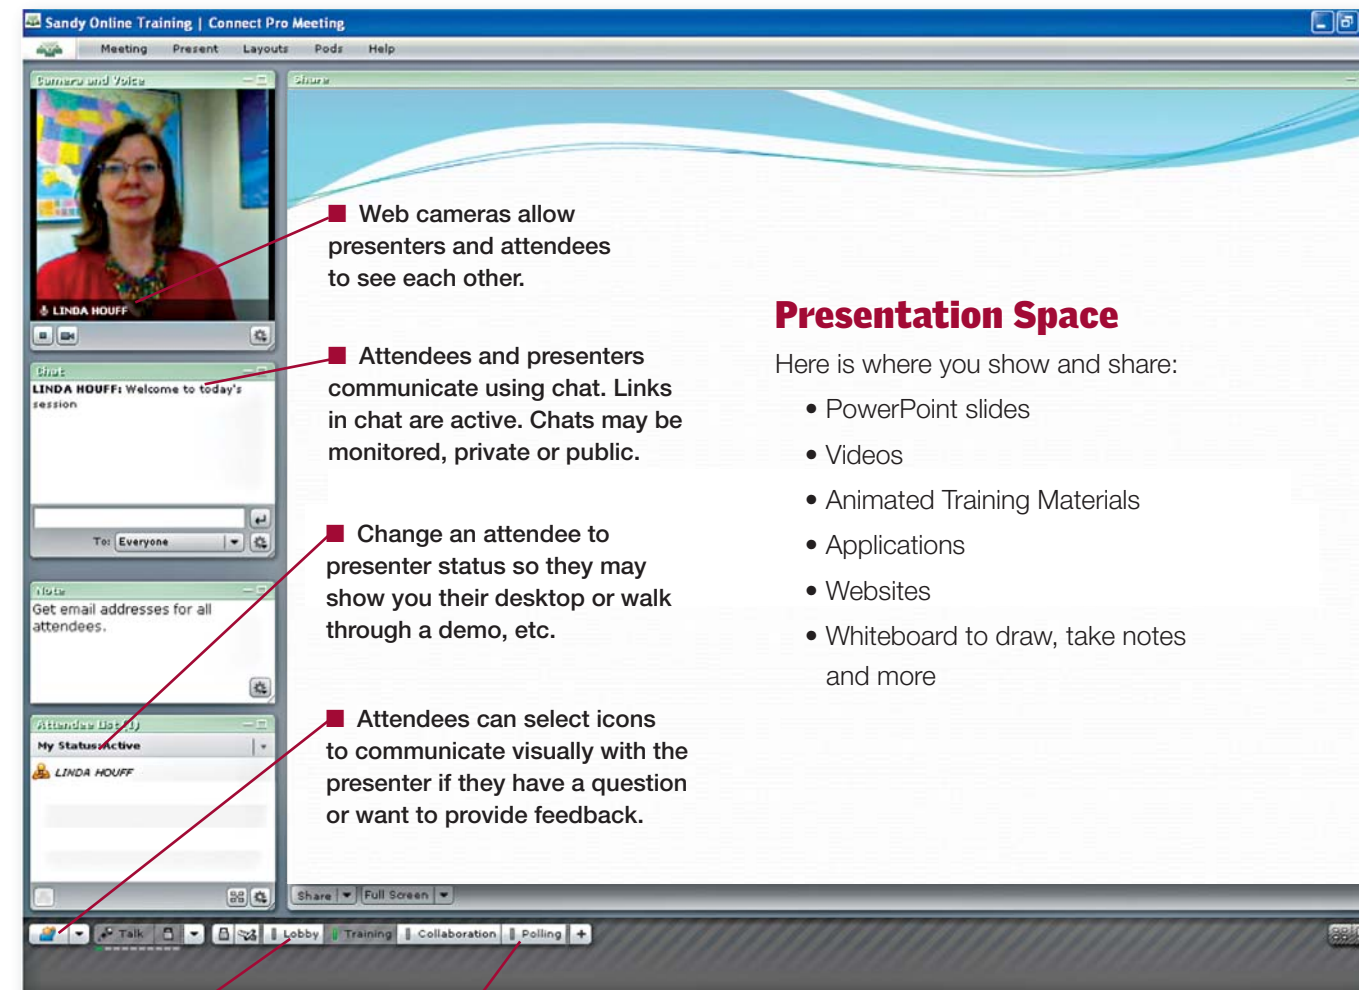 Sandy Online Training | Connect Pro Meeting
Meeting Present Layouts Pods Help
Camera and Voice
LINDA HOUFF
Chat
LINDA HOUFF: Welcome to today's
session
To: Everyone
Note
Get email addresses for all
attendees.
Attendee List (1)
My Status: Active
LINDA HOUFF
Share
■ Web cameras allow
presenters and attendees
to see each other.
■ Attendees and presenters
communicate using chat. Links
in chat are active. Chats may be
monitored, private or public.
■ Change an attendee to
presenter status so they may
show you their desktop or walk
through a demo, etc.
■ Attendees can select icons
to communicate visually with the
presenter if they have a question
or want to provide feedback.
Presentation Space
Here is where you show and share:
• PowerPoint slides
• Videos
• Animated Training Materials
• Applications
• Websites
• Whiteboard to draw, take notes
and more
Share Full Screen
Talk Lobby Training Collaboration Polling +